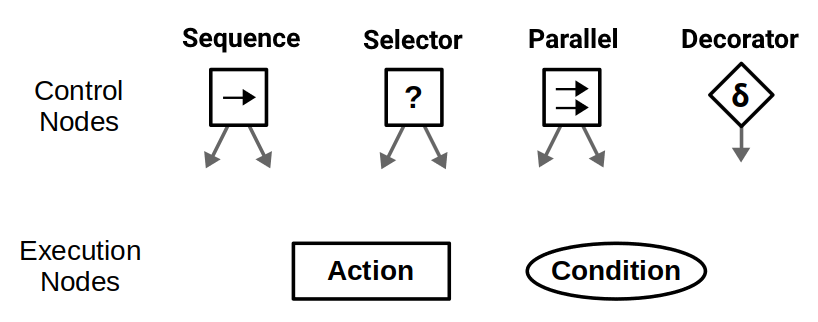 Sequence
Selector
Parallel
Decorator
Control
Nodes
?
δ
Execution
Nodes
Action
Condition